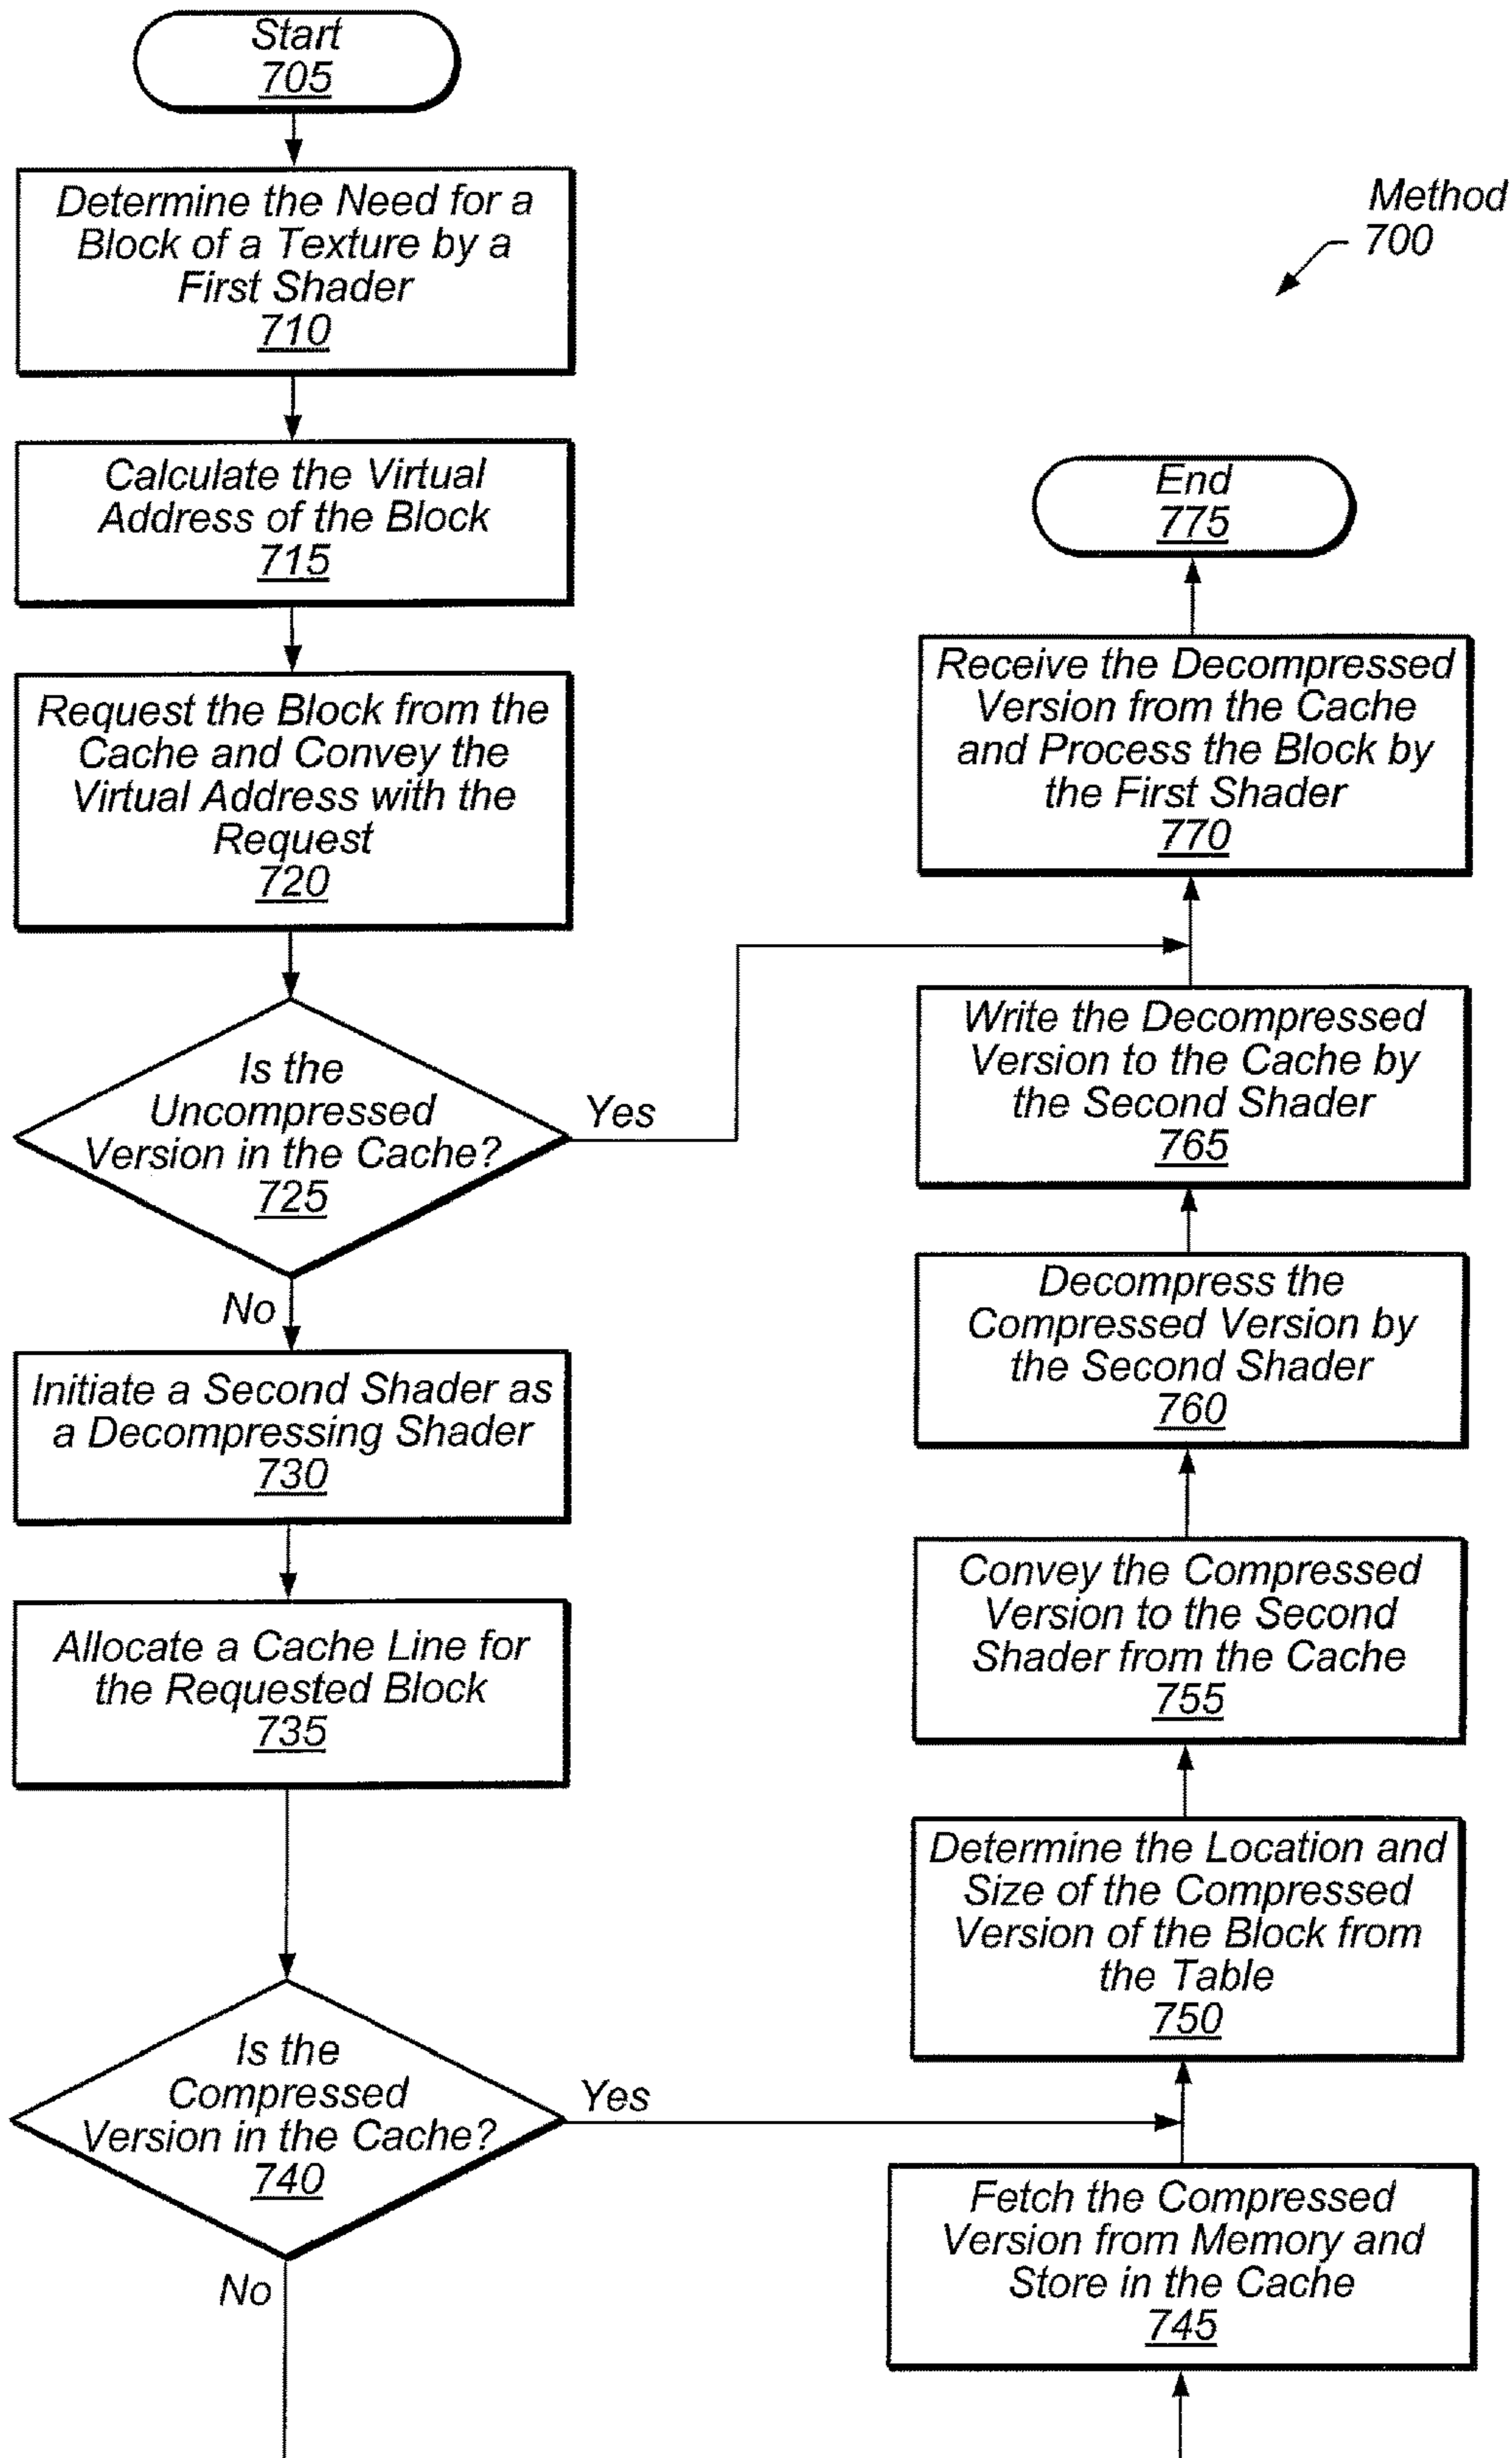 Start
705
Determine the Need for a
Block of a Texture by a
First Shader
710
Calculate the Virtual
Address of the Block
715
Request the Block from the
Cache and Convey the
Virtual Address with the
Request
720
Is the
Uncompressed
Version in the Cache?
725
Yes
No
Initiate a Second Shader as
a Decompressing Shader
730
Allocate a Cache Line for
the Requested Block
735
Is the
Compressed
Version in the Cache?
740
Yes
No
Method
700
End
775
Receive the Decompressed
Version from the Cache
and Process the Block by
the First Shader
770
Write the Decompressed
Version to the Cache by
the Second Shader
765
Decompress the
Compressed Version by
the Second Shader
760
Convey the Compressed
Version to the Second
Shader from the Cache
755
Determine the Location and
Size of the Compressed
Version of the Block from
the Table
750
Fetch the Compressed
Version from Memory and
Store in the Cache
745